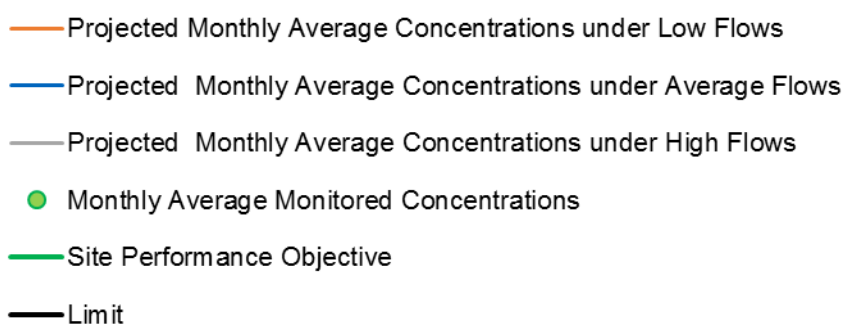 Projected Monthly Average Concentrations under Low Flows
Projected Monthly Average Concentrations under Average Flows
Projected Monthly Average Concentrations under High Flows
Monthly Average Monitored Concentrations
Site Performance Objective
Limit